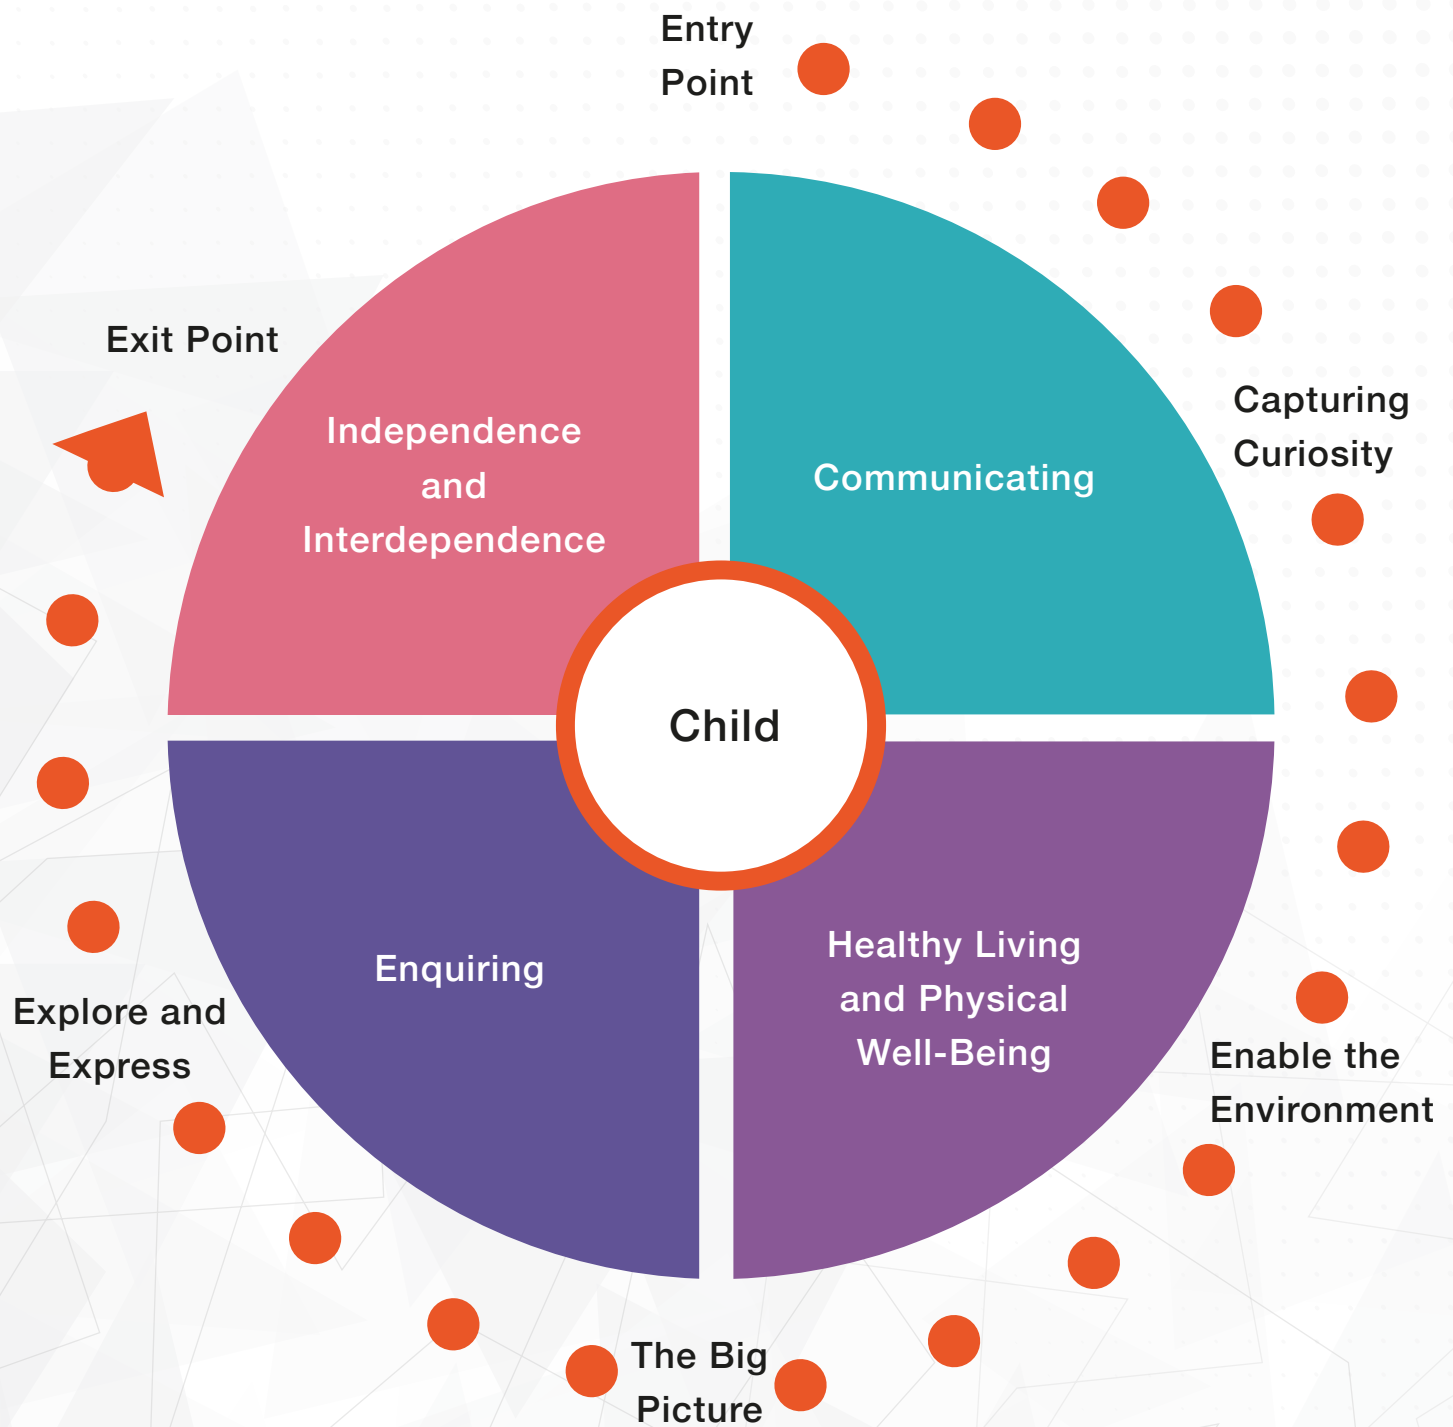 Entry
Point
Exit Point
Capturing
Curiosity
Independence
and
Interdependence
Communicating
Child
Enquiring
Healthy Living
and Physical
Well-Being
Explore and
Express
Enable the
Environment
The Big
Picture